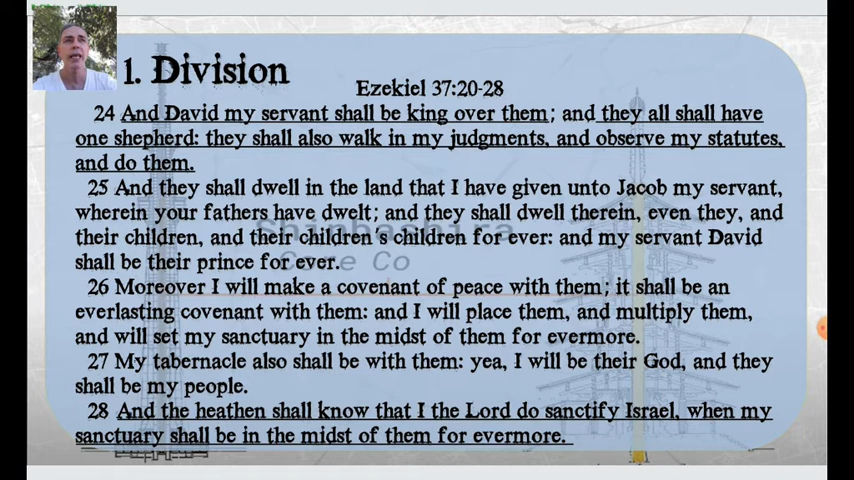 1. Division
Ezekiel 37:20-28
24 And David my servant shall be king over them; and they all shall have
one shepherd: they shall also walk in my judgments, and observe my statutes,
and do them.
25 And they shall dwell in the land that I have given unto Jacob my servant,
wherein your fathers have dwelt; and they shall dwell therein, even they, and
their children, and their children's children for ever: and my servant David
shall be their prince for ever.
26 Moreover I will make a covenant of peace with them; it shall be an
everlasting covenant with them: and I will place them, and multiply them,
and will set my sanctuary in the midst of them for evermore.
27 My tabernacle also shall be with them: yea, I will be their God, and they
shall be my people.
28 And the heathen shall know that I the Lord do sanctify Israel, when my
sanctuary shall be in the midst of them for evermore.
Shinbashira
Core Co